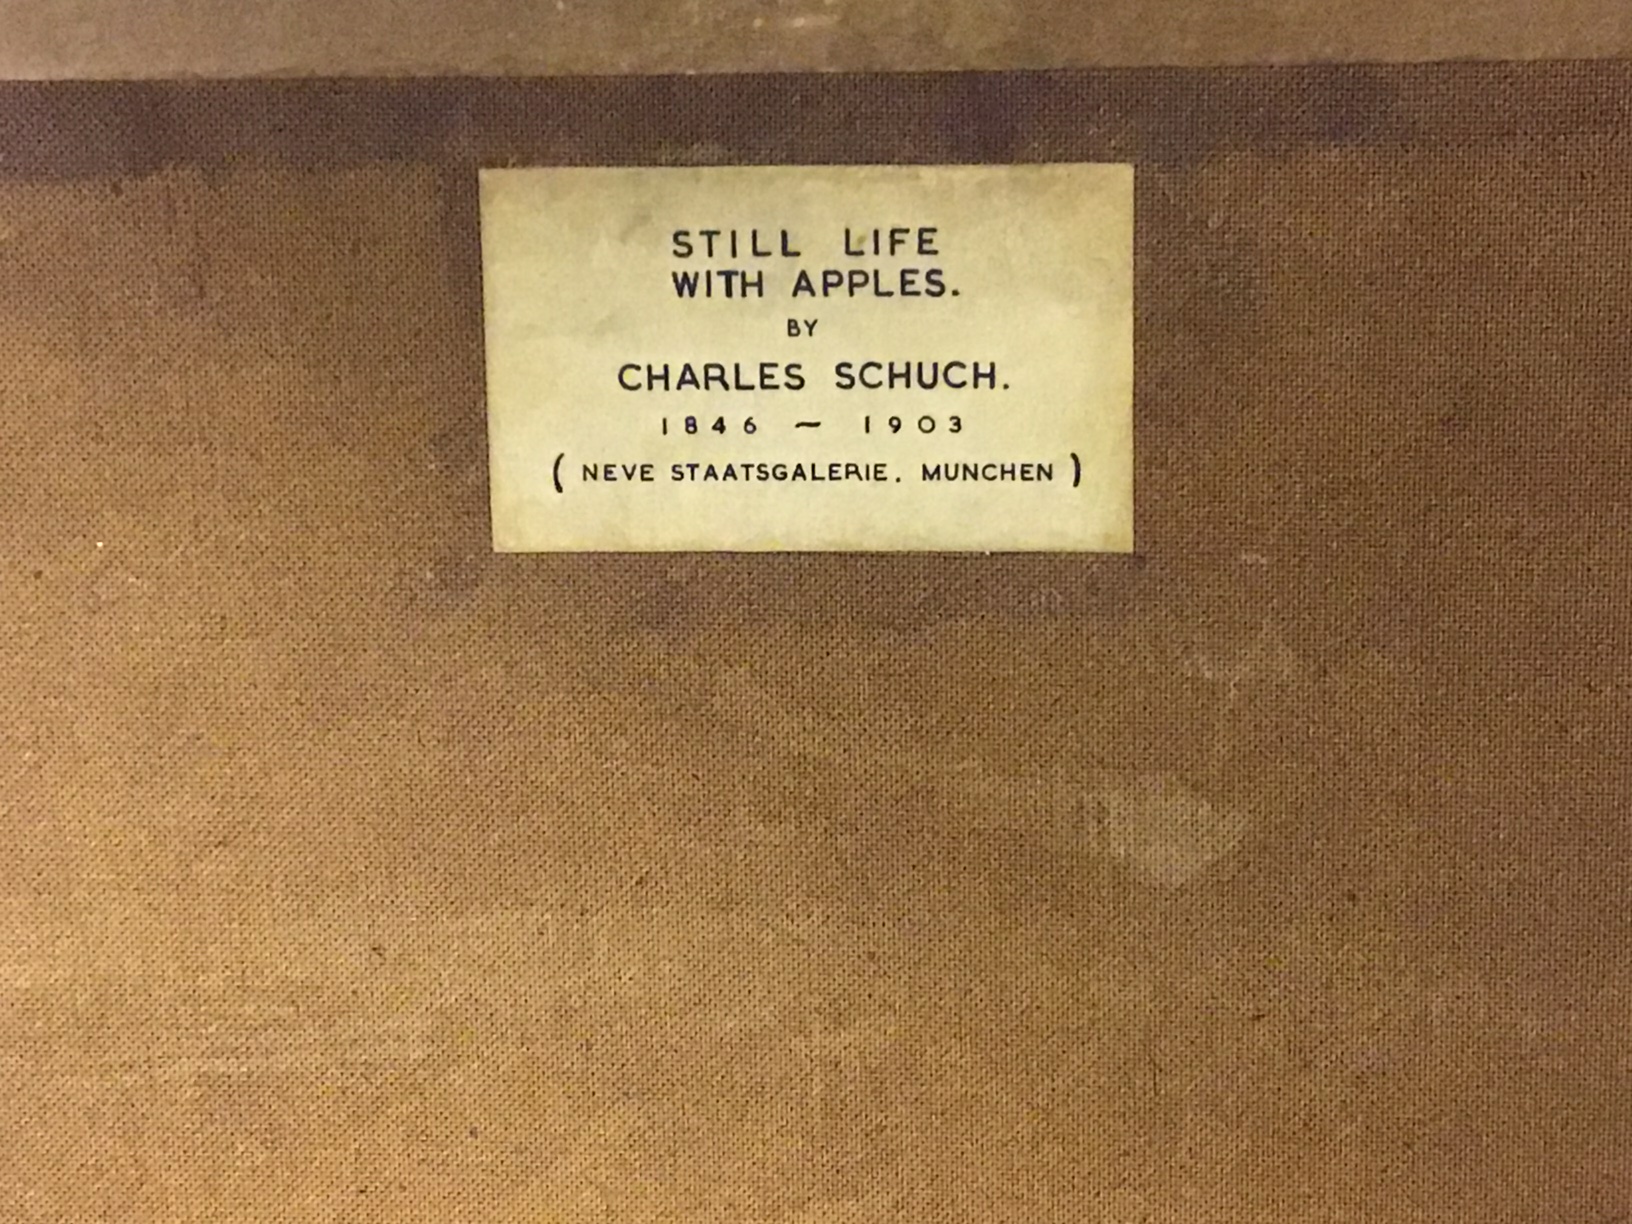 STILL LIFE
WITH APPLES.
BY
CHARLES SCHUCH.
1846 ~ 1903
( NEVE STAATSGALERIE. MUNCHEN )